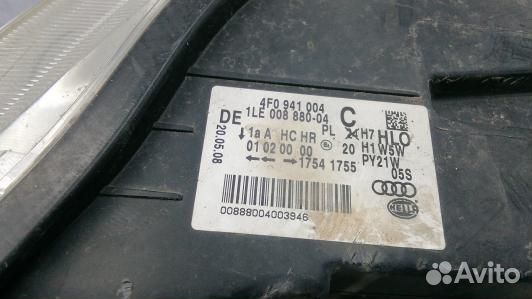 4F0 941 004 C
1LE 008 880-04
DE
20.05.08
1a A HC HR PL H7 HLO
01 02 00 00 20 H1 W5W
1754 1755 PY21W
05S
HELLA
00888004003946
Avito